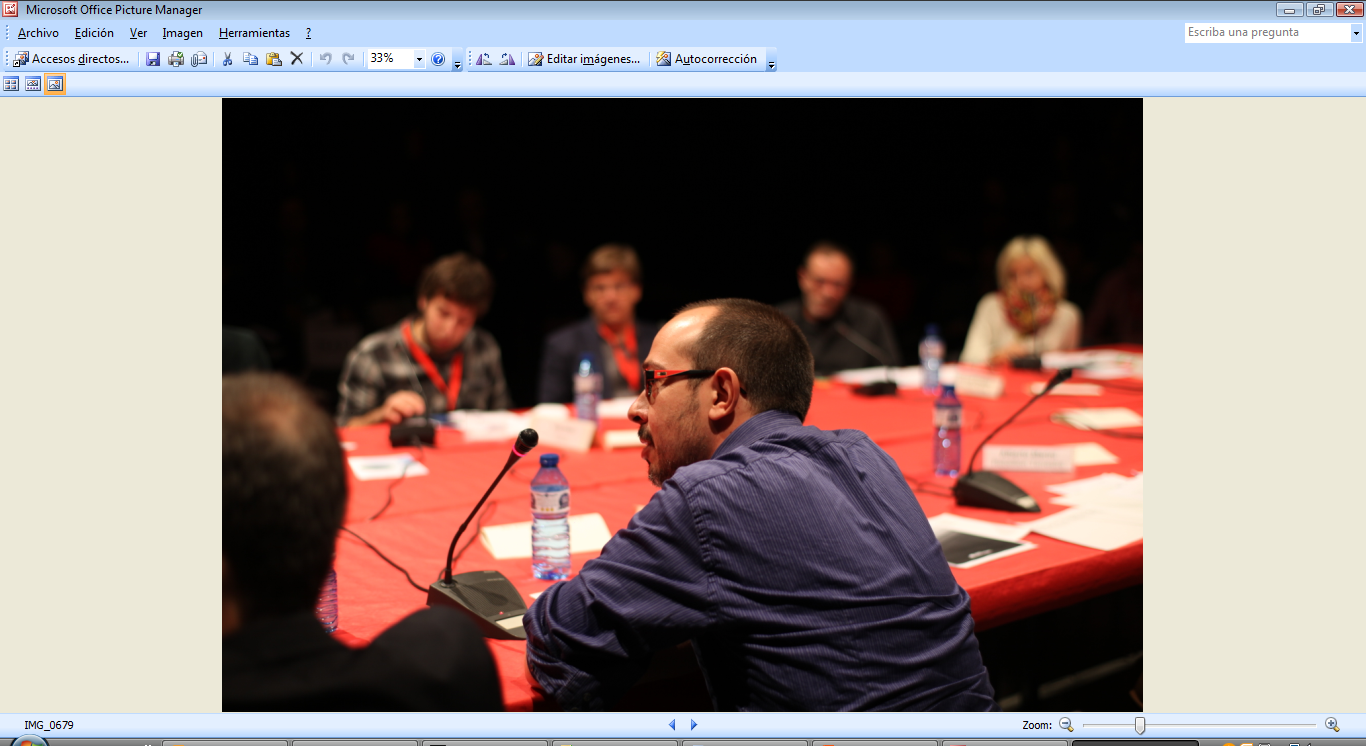 Microsoft Office Picture Manager
Archivo Edición Ver Imagen Herramientas ?
Escriba una pregunta
Accesos directos... 33% Editar imágenes... Autocorrección
IMG_0679
Zoom: